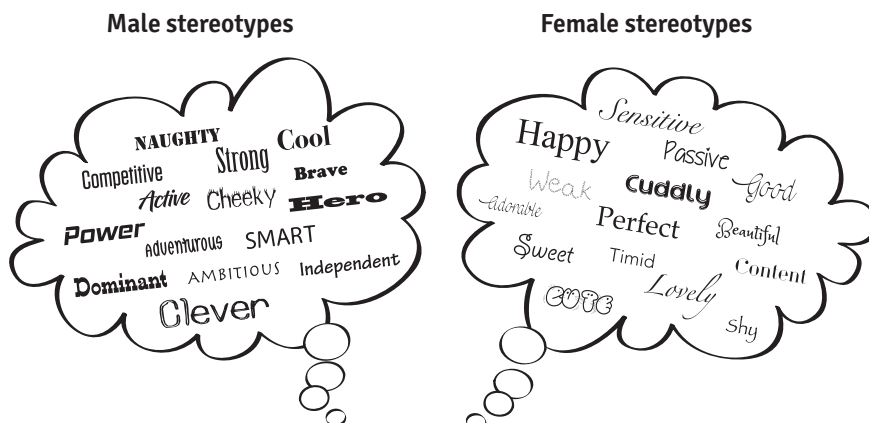 Male stereotypes
NAUGHTY Cool
Competitive Strong Brave
Active Cheeky Hero
Power Adventurous SMART
Dominant AMBITIOUS Independent
Clever
Female stereotypes
Sensitive
Happy Passive
Weak Cuddly Good
adorable Perfect Beautiful
Sweet Timid Content
CUTE Lovely
Shy